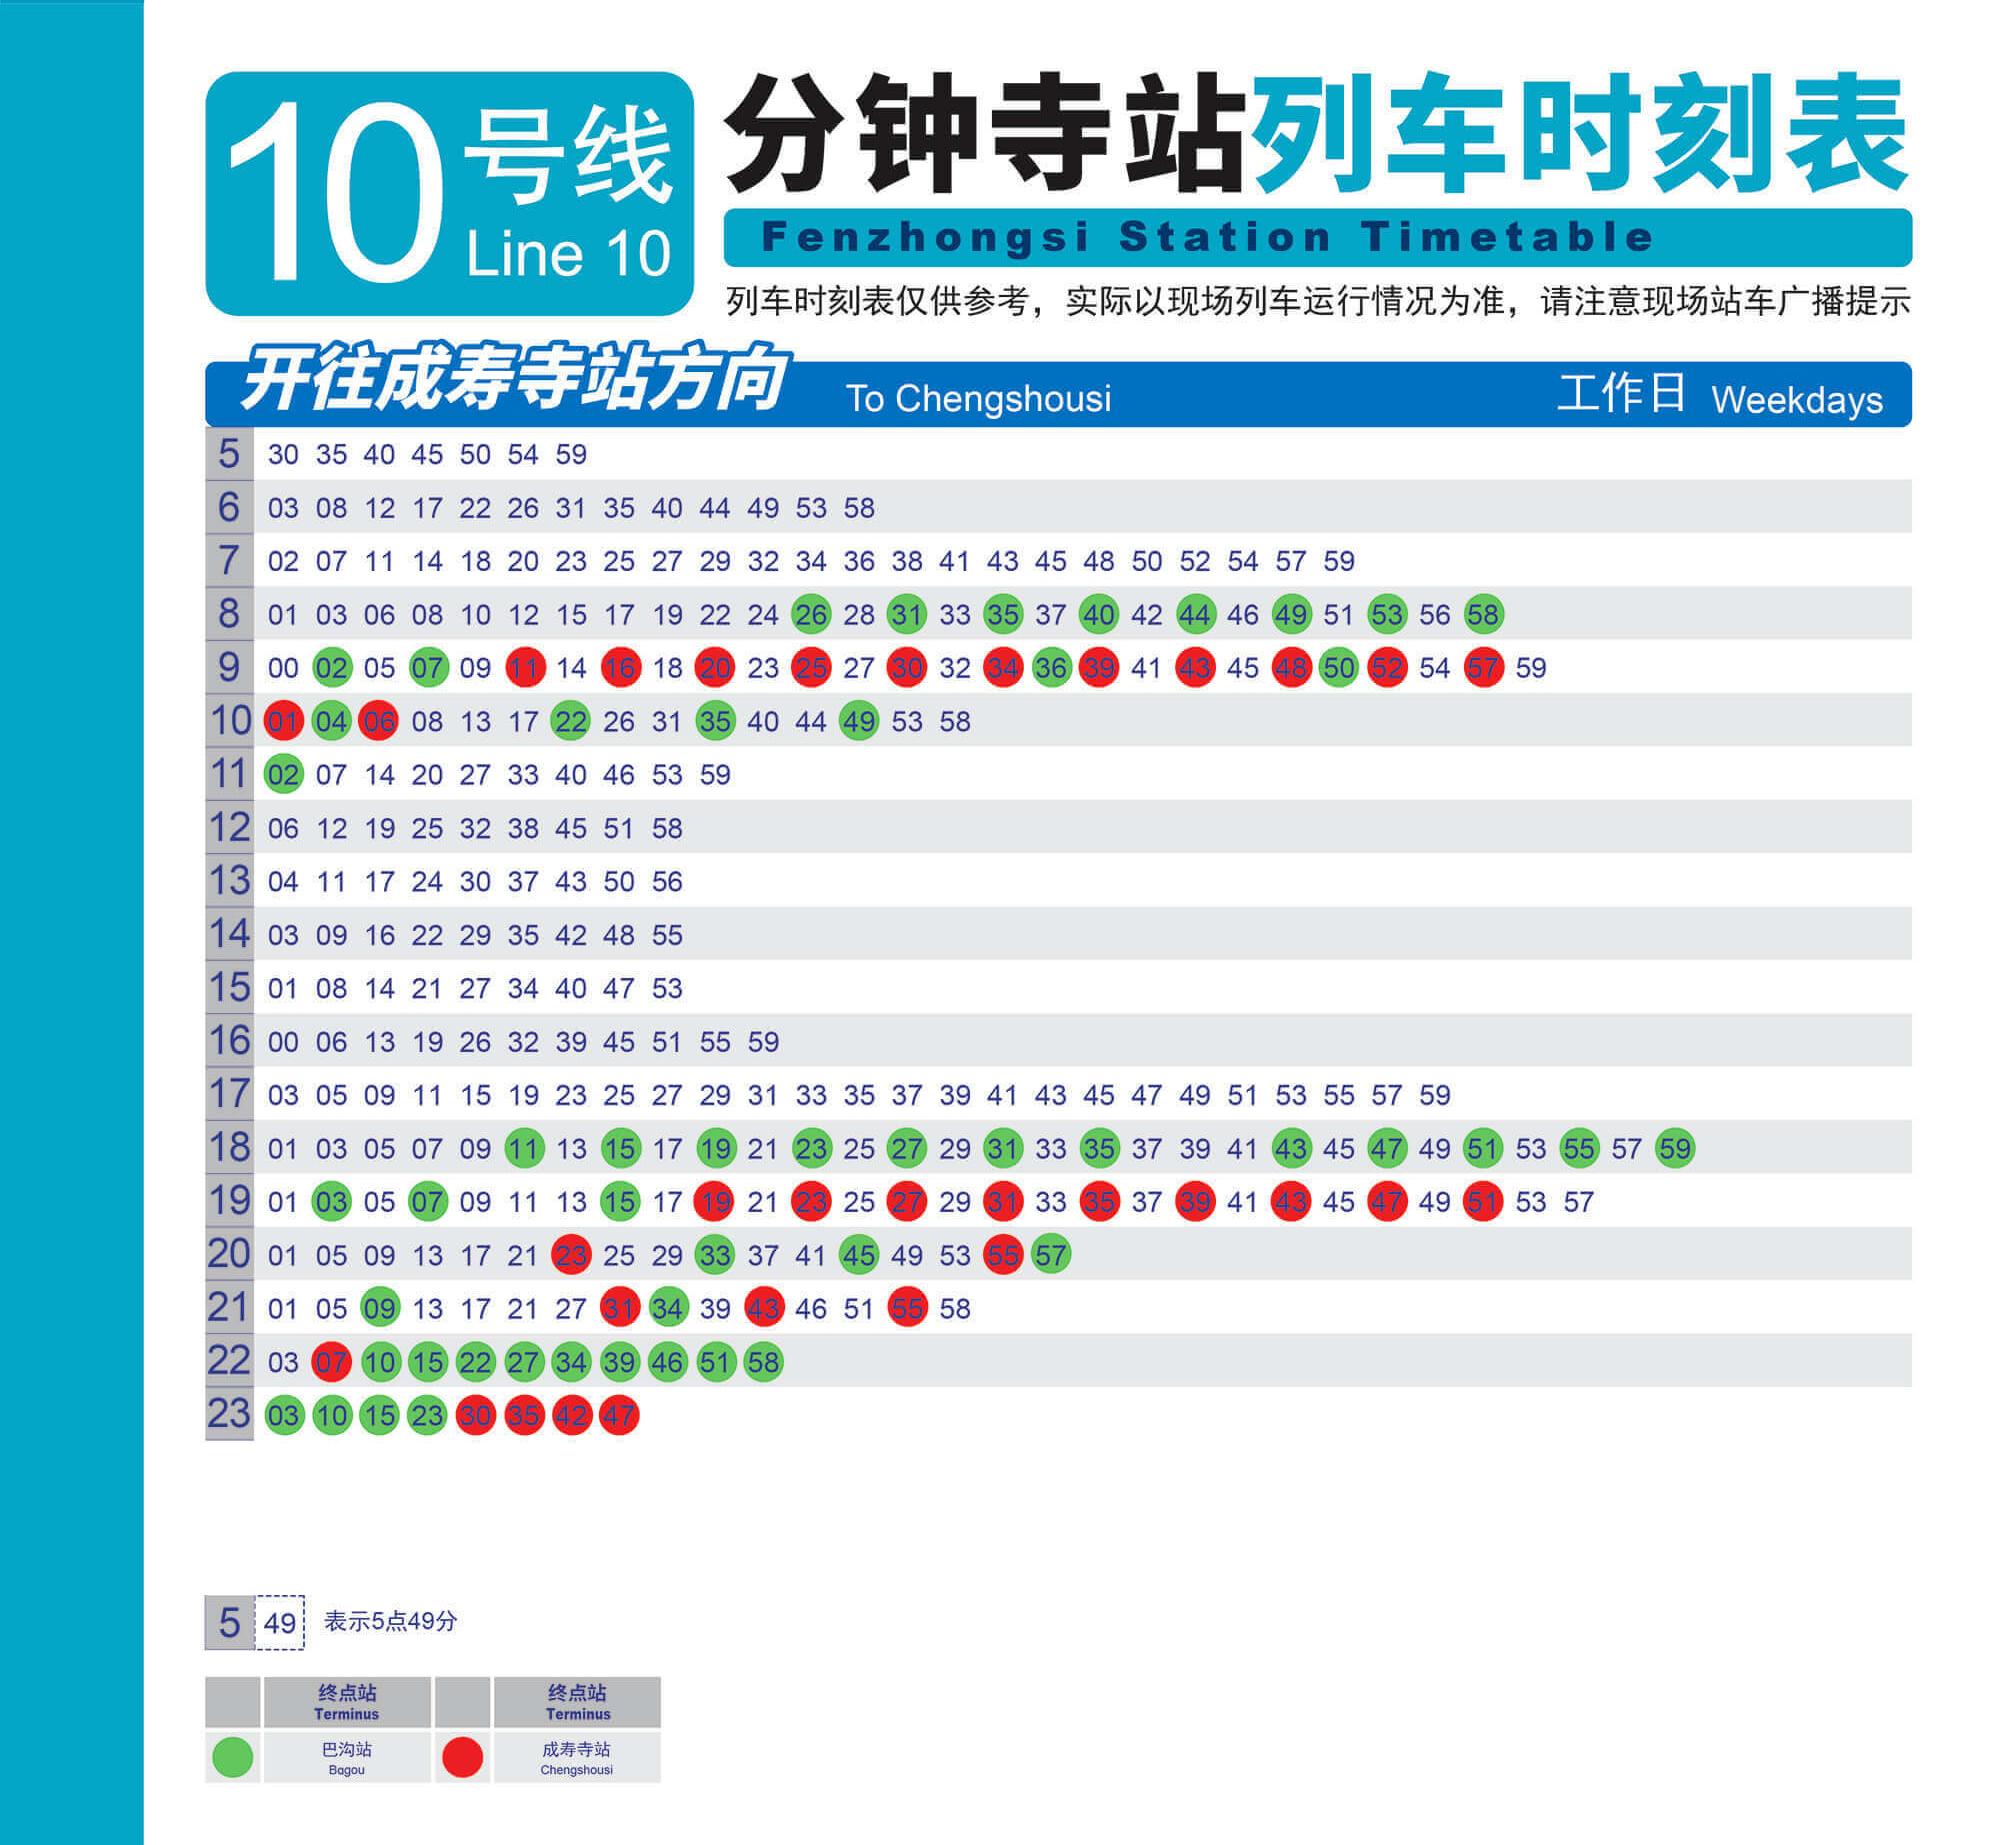 10 号线
Line 10
分钟寺站列车时刻表
Fenzhongsi Station Timetable
列车时刻表仅供参考，实际以现场列车运行情况为准，请注意现场站车广播提示
开往成寿寺站方向 To Chengshousi 工作日 Weekdays
5 30 35 40 45 50 54 59
6 03 08 12 17 22 26 31 35 40 44 49 53 58
7 02 07 11 14 18 20 23 25 27 29 32 34 36 38 41 43 45 48 50 52 54 57 59
8 01 03 06 08 10 12 15 17 19 22 24 26 28 31 33 35 37 40 42 44 46 49 51 53 56 58
9 00 02 05 07 09 11 14 16 18 20 23 25 27 30 32 34 36 39 41 43 45 48 50 52 54 57 59
10 01 04 06 08 13 17 22 26 31 35 40 44 49 53 58
11 02 07 14 20 27 33 40 46 53 59
12 06 12 19 25 32 38 45 51 58
13 04 11 17 24 30 37 43 50 56
14 03 09 16 22 29 35 42 48 55
15 01 08 14 21 27 34 40 47 53
16 00 06 13 19 26 32 39 45 51 55 59
17 03 05 09 11 15 19 23 25 27 29 31 33 35 37 39 41 43 45 47 49 51 53 55 57 59
18 01 03 05 07 09 11 13 15 17 19 21 23 25 27 29 31 33 35 37 39 41 43 45 47 49 51 53 55 57 59
19 01 03 05 07 09 11 13 15 17 19 21 23 25 27 29 31 33 35 37 39 41 43 45 47 49 51 53 57
20 01 05 09 13 17 21 23 25 29 33 37 41 45 49 53 55 57
21 01 05 09 13 17 21 27 31 34 39 43 46 51 55 58
22 03 07 10 15 22 27 34 39 46 51 58
23 03 10 15 23 30 35 42 47
5 49 表示5点49分
终点站 终点站
Terminus Terminus
巴沟站 成寿寺站
Bagou Chengshousi